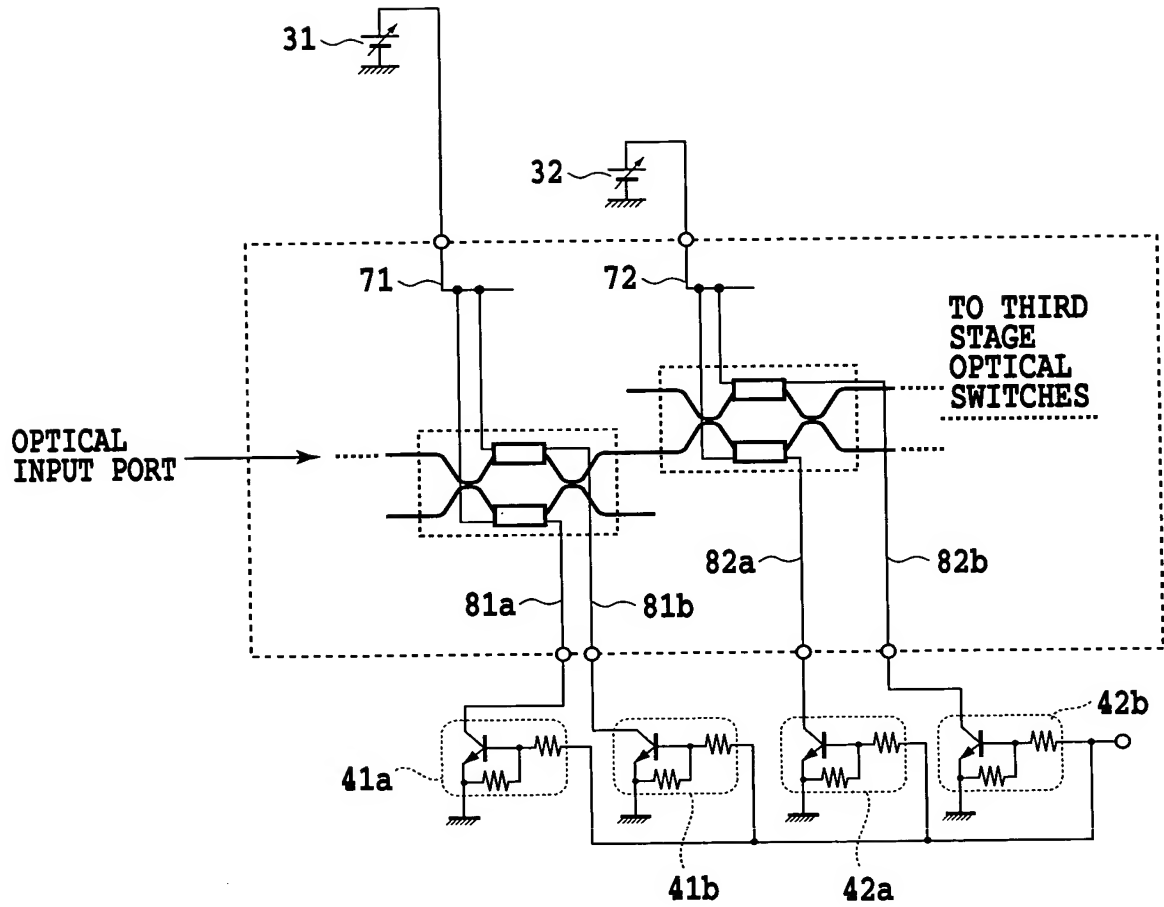 31
32
71
72
TO THIRD
STAGE
OPTICAL
SWITCHES
OPTICAL
INPUT PORT
81a
81b
82a
82b
41a
42b
41b
42a